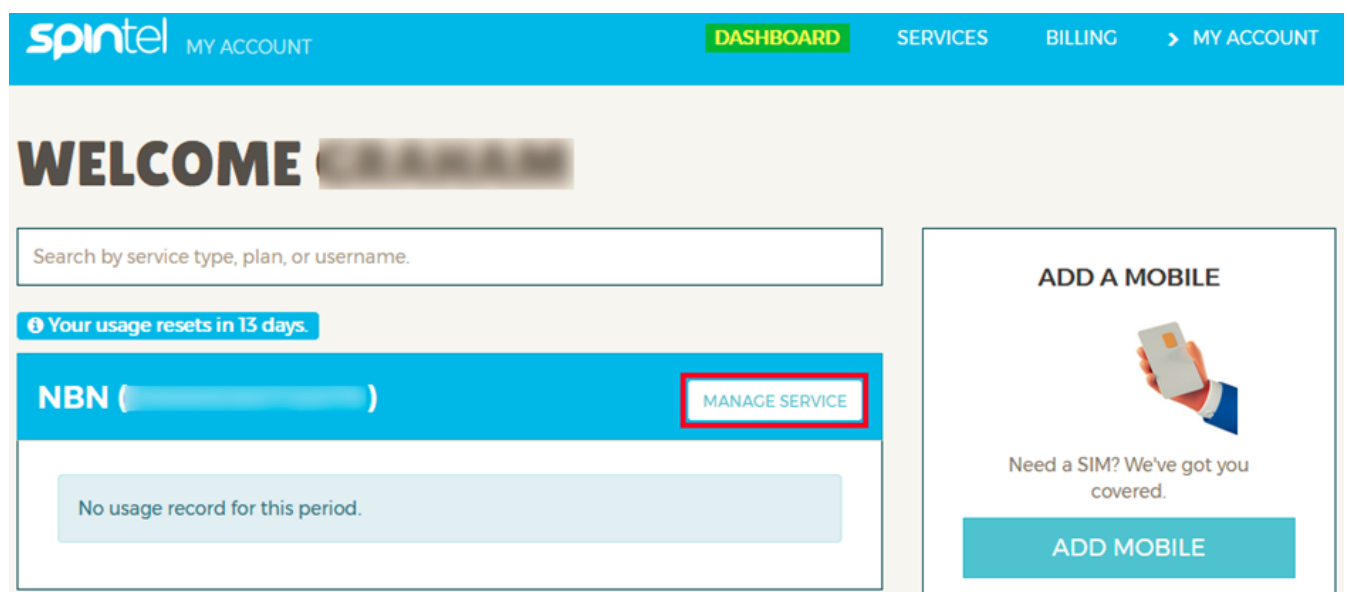 spintel MY ACCOUNT
DASHBOARD
SERVICES
BILLING
> MY ACCOUNT
WELCOME
Search by service type, plan, or username.
Your usage resets in 13 days.
NBN ( )
MANAGE SERVICE
No usage record for this period.
ADD A MOBILE
Need a SIM? We've got you
covered.
ADD MOBILE